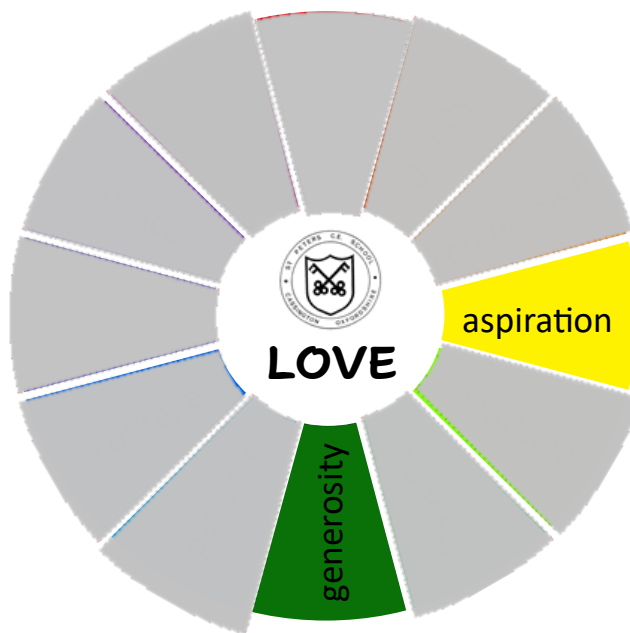 ST. PETERS C.E. SCHOOL
CASSINGTON OXFORDSHIRE
LOVE
aspiration
generosity